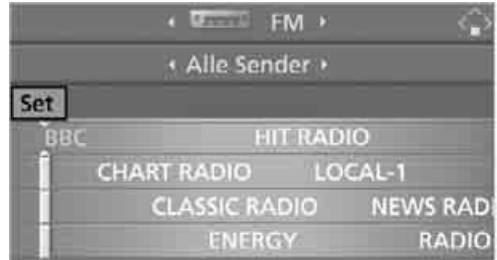 FM
Alle Sender
Set
BBC HIT RADIO
CHART RADIO LOCAL-1
CLASSIC RADIO NEWS RAD
ENERGY RADIO